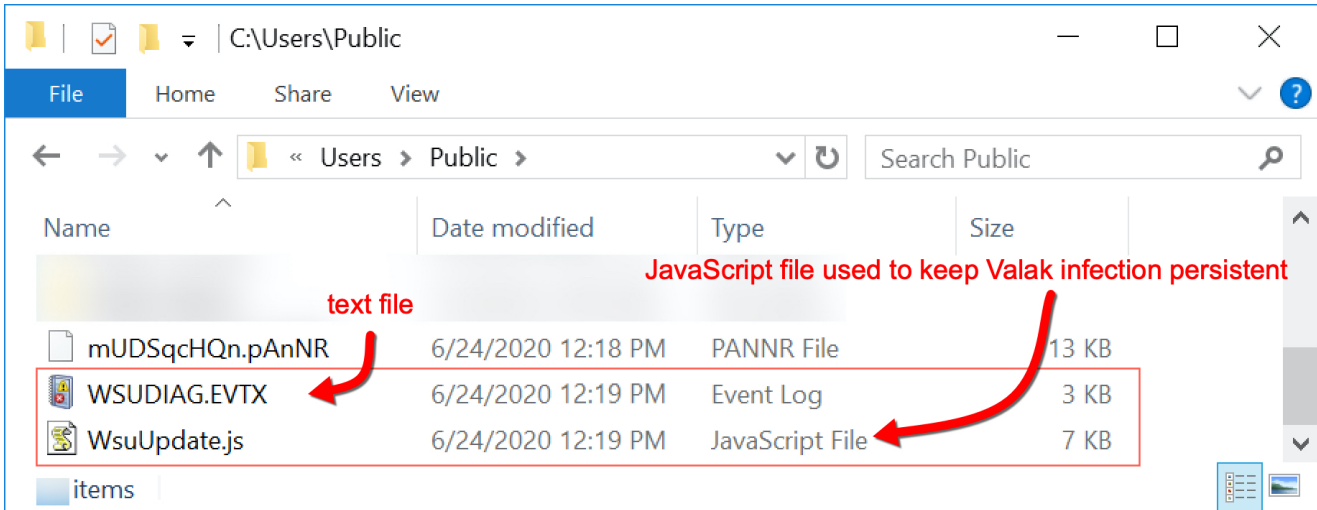 C:\Users\Public
File Home Share View
« Users > Public >
Search Public
Name Date modified Type Size
JavaScript file used to keep Valak infection persistent
text file
mUDSqcHQn.pAnNR 6/24/2020 12:18 PM PANNR File 13 KB
WSUDIAG.EVTX 6/24/2020 12:19 PM Event Log 3 KB
WsuUpdate.js 6/24/2020 12:19 PM JavaScript File 7 KB
items